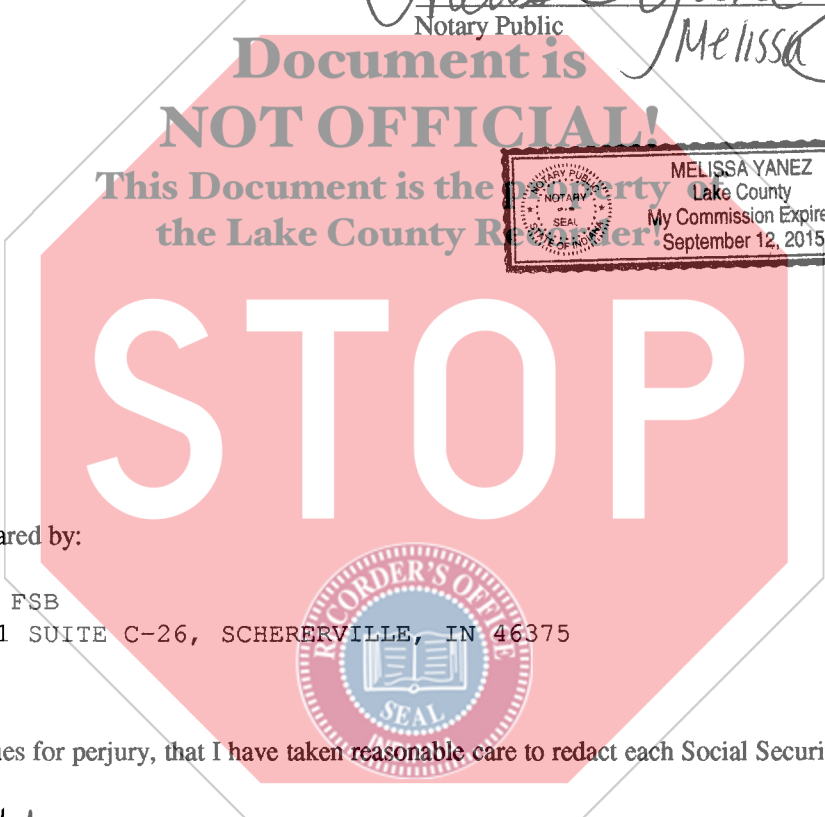 Notary Public
Melissa
Document is
NOT OFFICIAL!
This Document is the property of
the Lake County Recorder!
NOTARY PUBLIC
NOTARY
SEAL
STATE OF INDIANA
MELISSA YANEZ
Lake County
My Commission Expire
September 12, 2015
STOP
ared by:
FSB
1 SUITE C-26, SCHERERVILLE, IN 46375
RECORDER'S OFFICE
SEAL
INDIANA
ues for perjury, that I have taken reasonable care to redact each Social Securi